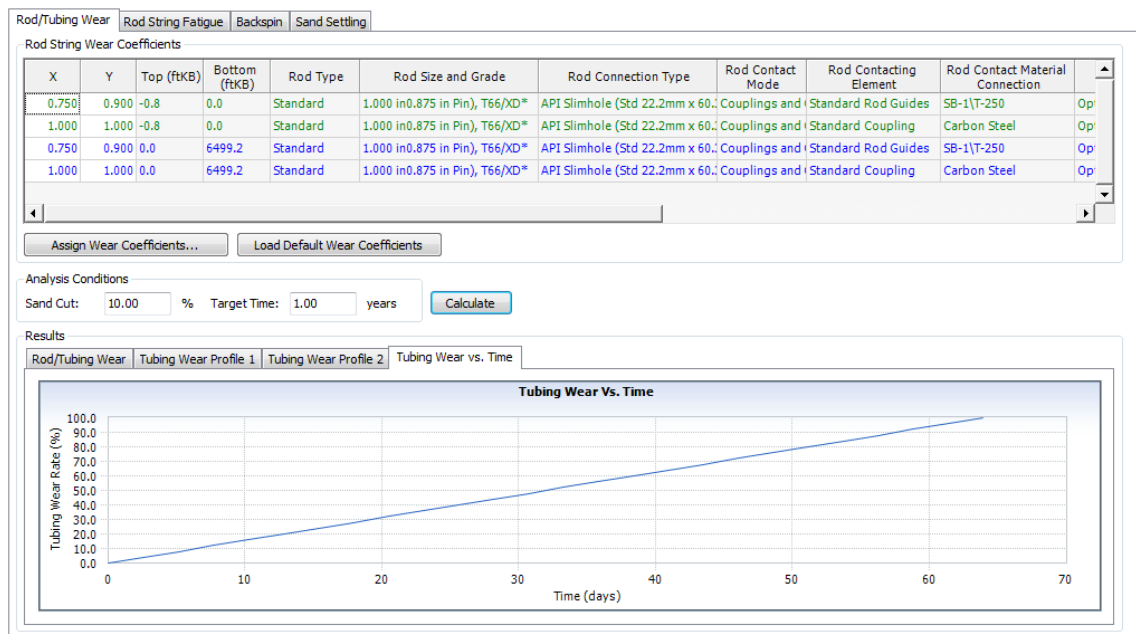 Rod/Tubing Wear Rod String Fatigue Backspin Sand Settling
Rod String Wear Coefficients
X Y Top (ftKB) Bottom (ftKB) Rod Type Rod Size and Grade Rod Connection Type Rod Contact Mode Rod Contacting Element Rod Contact Material Connection
0.750 0.900 -0.8 0.0 Standard 1.000 in0.875 in Pin), T66/XD* API Slimhole (Std 22.2mm x 60. Couplings and Standard Rod Guides SB-1\T-250 Op
1.000 1.000 -0.8 0.0 Standard 1.000 in0.875 in Pin), T66/XD* API Slimhole (Std 22.2mm x 60. Couplings and Standard Coupling Carbon Steel Op
0.750 0.900 0.0 6499.2 Standard 1.000 in0.875 in Pin), T66/XD* API Slimhole (Std 22.2mm x 60. Couplings and Standard Rod Guides SB-1\T-250 Op
1.000 1.000 0.0 6499.2 Standard 1.000 in0.875 in Pin), T66/XD* API Slimhole (Std 22.2mm x 60. Couplings and Standard Coupling Carbon Steel Op
Assign Wear Coefficients... Load Default Wear Coefficients
Analysis Conditions
Sand Cut: 10.00 % Target Time: 1.00 years Calculate
Results
Rod/Tubing Wear Tubing Wear Profile 1 Tubing Wear Profile 2 Tubing Wear vs. Time
Tubing Wear Vs. Time
Tubing Wear Rate (%)
100.0
90.0
80.0
70.0
60.0
50.0
40.0
30.0
20.0
10.0
0.0
0 10 20 30 40 50 60 70
Time (days)